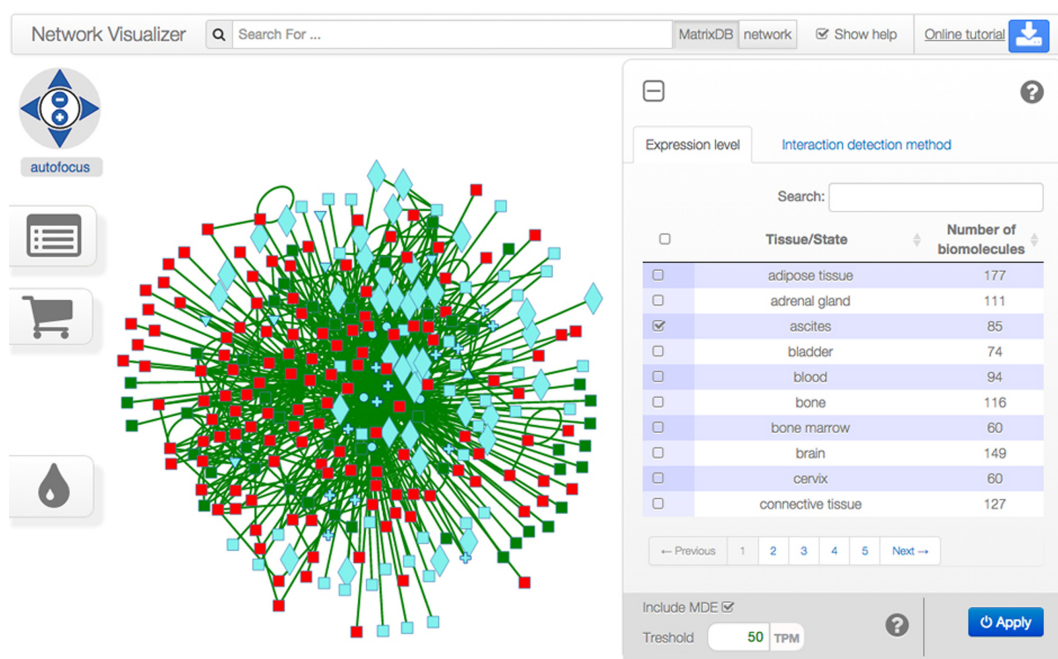 Network Visualizer Search For ... MatrixDB network Show help Online tutorial
autofocus
Expression level Interaction detection method
Search:
Tissue/State Number of biomolecules
adipose tissue 177
adrenal gland 111
ascites 85
bladder 74
blood 94
bone 116
bone marrow 60
brain 149
cervix 60
connective tissue 127
← Previous 1 2 3 4 5 Next →
Include MDE
Treshold 50 TPM
Apply